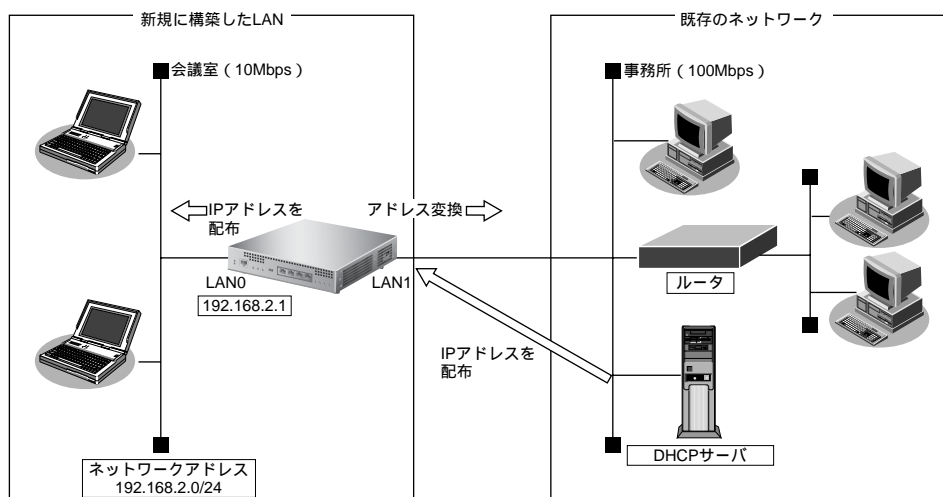 新規に構築したLAN
既存のネットワーク
会議室(10Mbps)
事務所(100Mbps)
IPアドレスを
配布
アドレス変換
LAN0
LAN1
192.168.2.1
ルータ
IPアドレスを
配布
DHCPサーバ
ネットワークアドレス
192.168.2.0/24